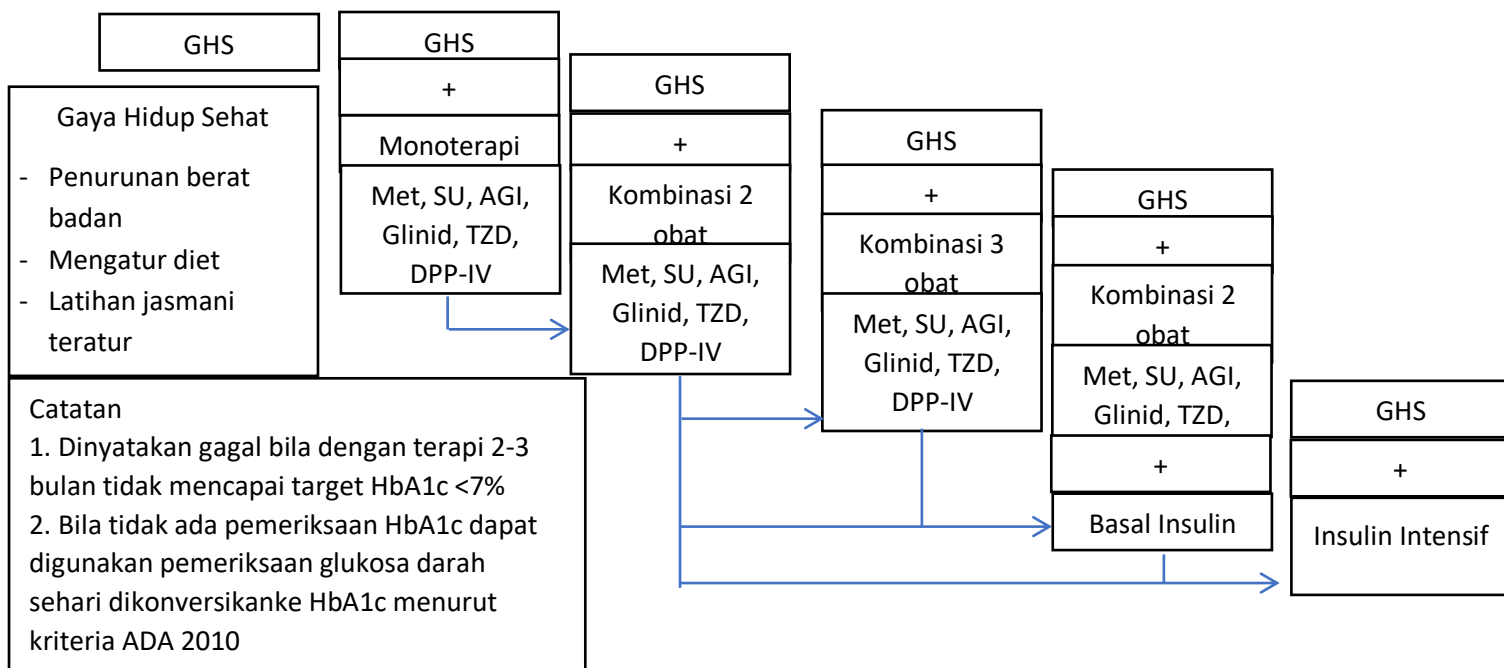 GHS
Gaya Hidup Sehat
- Penurunan berat
badan
- Mengatur diet
- Latihan jasmani
teratur
GHS
+
Monoterapi
Met, SU, AGI,
Glinid, TZD,
DPP-IV
GHS
+
Kombinasi 2
obat
Met, SU, AGI,
Glinid, TZD,
DPP-IV
GHS
+
Kombinasi 3
obat
Met, SU, AGI,
Glinid, TZD,
DPP-IV
GHS
+
Kombinasi 2
obat
Met, SU, AGI,
Glinid, TZD,
+
Basal Insulin
GHS
+
Insulin Intensif
Catatan
1. Dinyatakan gagal bila dengan terapi 2-3
bulan tidak mencapai target HbA1c <7%
2. Bila tidak ada pemeriksaan HbA1c dapat
digunakan pemeriksaan glukosa darah
sehari dikonversikanke HbA1c menurut
kriteria ADA 2010